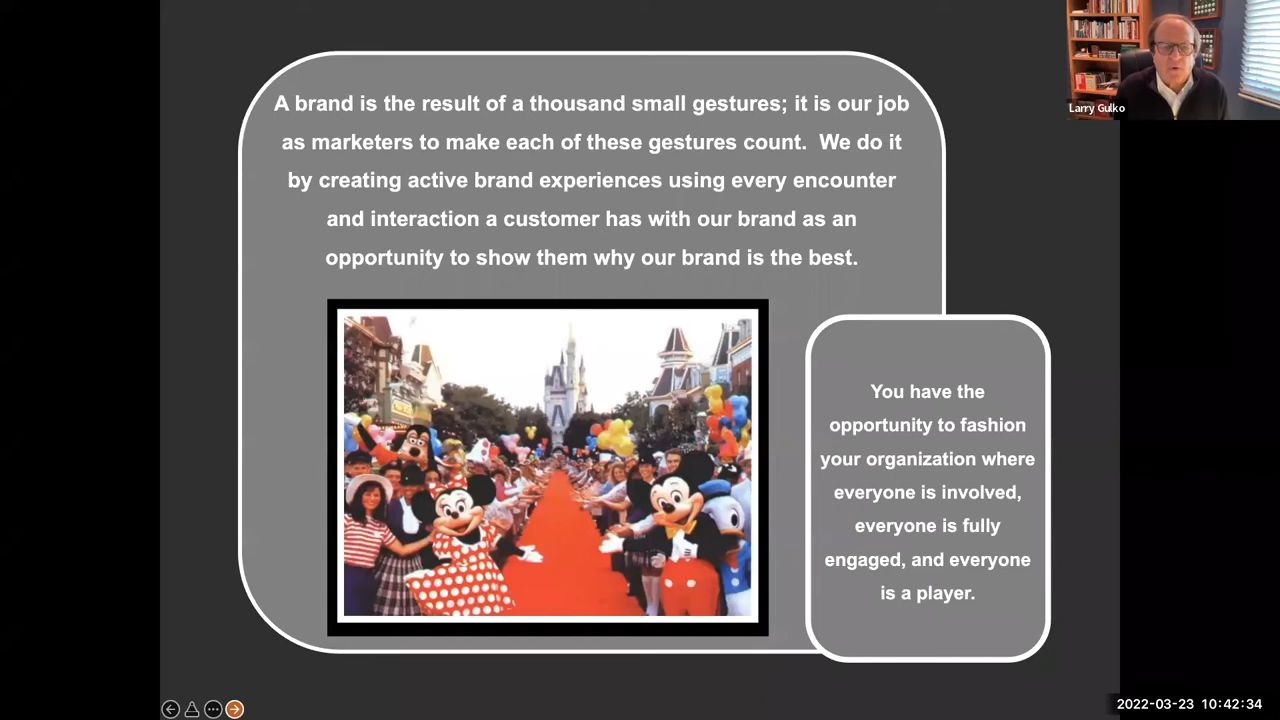 A brand is the result of a thousand small gestures; it is our job
as marketers to make each of these gestures count.  We do it
by creating active brand experiences using every encounter
and interaction a customer has with our brand as an
opportunity to show them why our brand is the best.
You have the
opportunity to fashion
your organization where
everyone is involved,
everyone is fully
engaged, and everyone
is a player.
Larry Gulko
2022-03-23 10:42:34